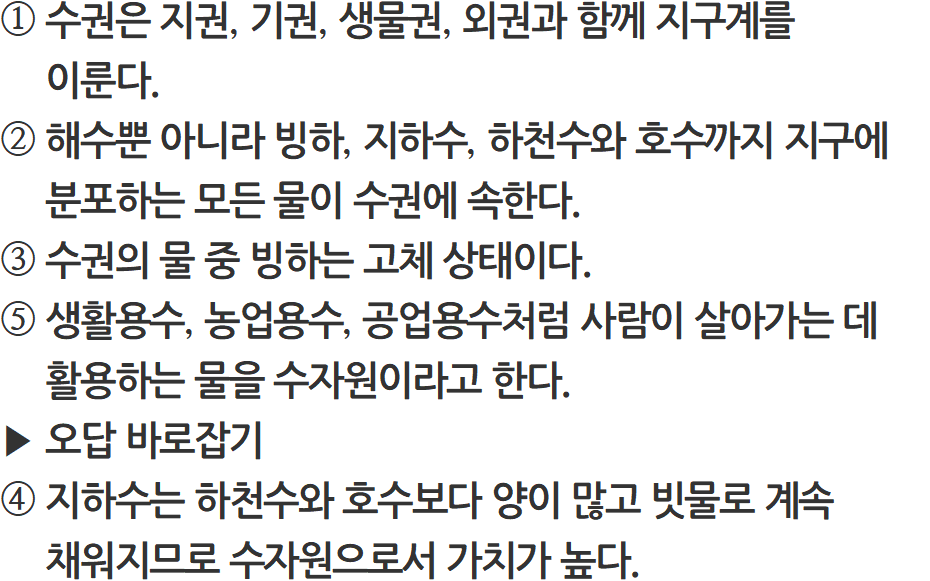 ① 수권은 지권, 기권, 생물권, 외권과 함께 지구계를
이룬다.
② 해수뿐 아니라 빙하, 지하수, 하천수와 호수까지 지구에
분포하는 모든 물이 수권에 속한다.
③ 수권의 물 중 빙하는 고체 상태이다.
⑤ 생활용수, 농업용수, 공업용수처럼 사람이 살아가는 데
활용하는 물을 수자원이라고 한다.
▶ 오답 바로잡기
④ 지하수는 하천수와 호수보다 양이 많고 빗물로 계속
채워지므로 수자원으로서 가치가 높다.